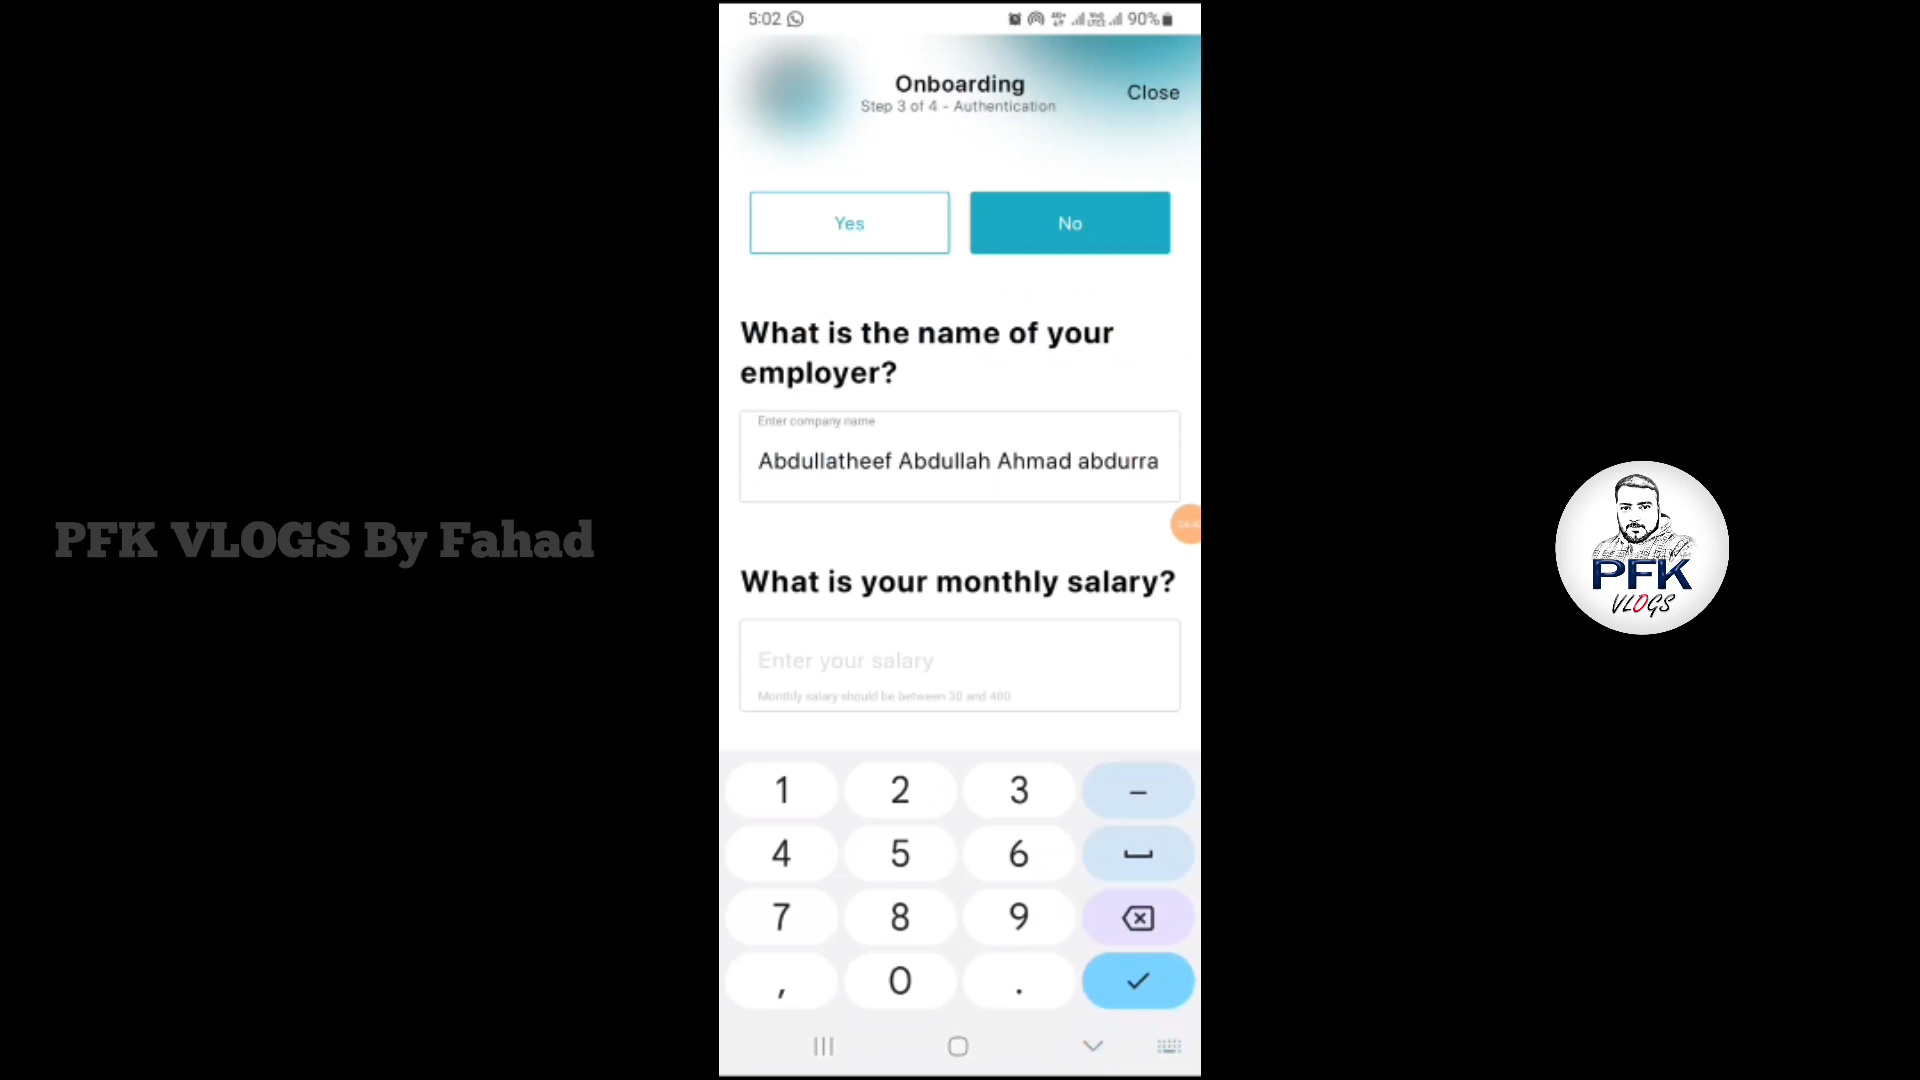 5:02
90%
Onboarding
Close
Step 3 of 4 - Authentication
Yes
No
What is the name of your
employer?
Enter company name
Abdullatheef Abdullah Ahmad abdurra
PFK VLOGS By Fahad
PFK
VLOGS
What is your monthly salary?
Enter your salary
Monthly salary should be between 30 and 400
1 2 3 –
4 5 6
7 8 9
, 0 .